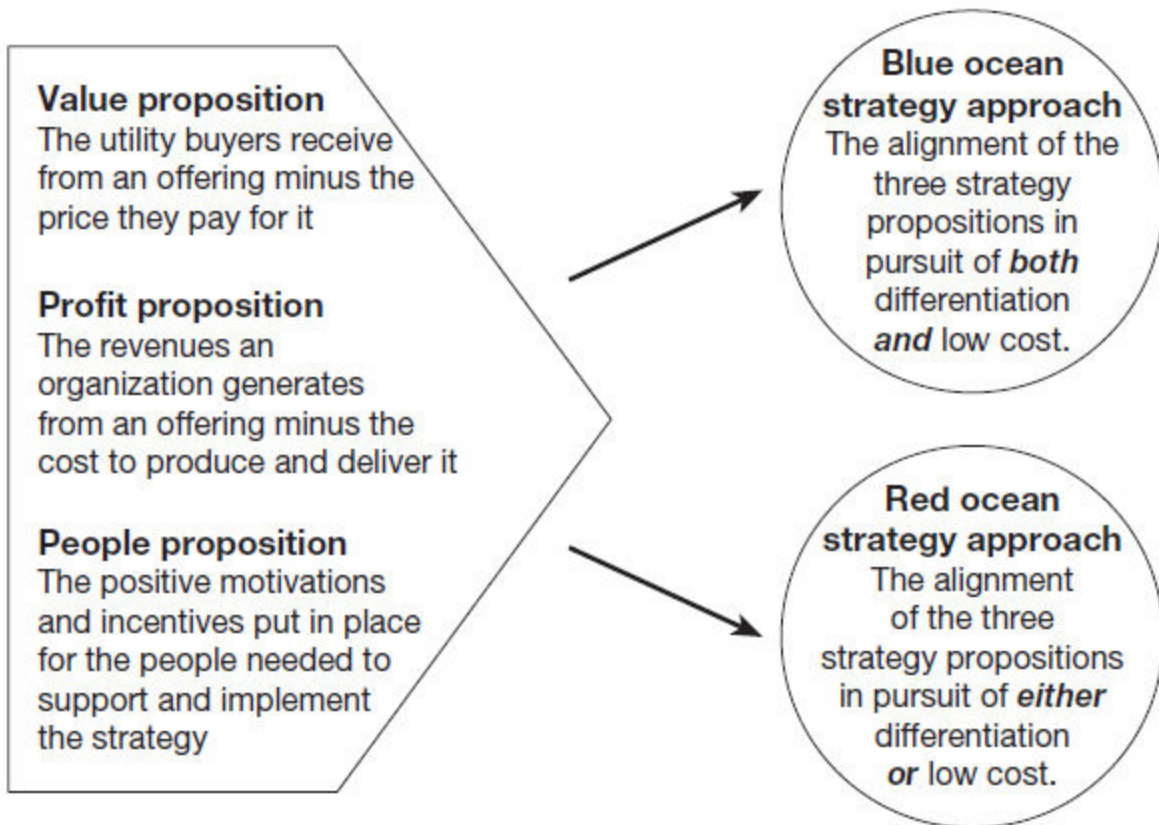 Value proposition
The utility buyers receive
from an offering minus the
price they pay for it
Profit proposition
The revenues an
organization generates
from an offering minus the
cost to produce and deliver it
People proposition
The positive motivations
and incentives put in place
for the people needed to
support and implement
the strategy
Blue ocean
strategy approach
The alignment of the
three strategy
propositions in
pursuit of both
differentiation
and low cost.
Red ocean
strategy approach
The alignment
of the three
strategy propositions
in pursuit of either
differentiation
or low cost.